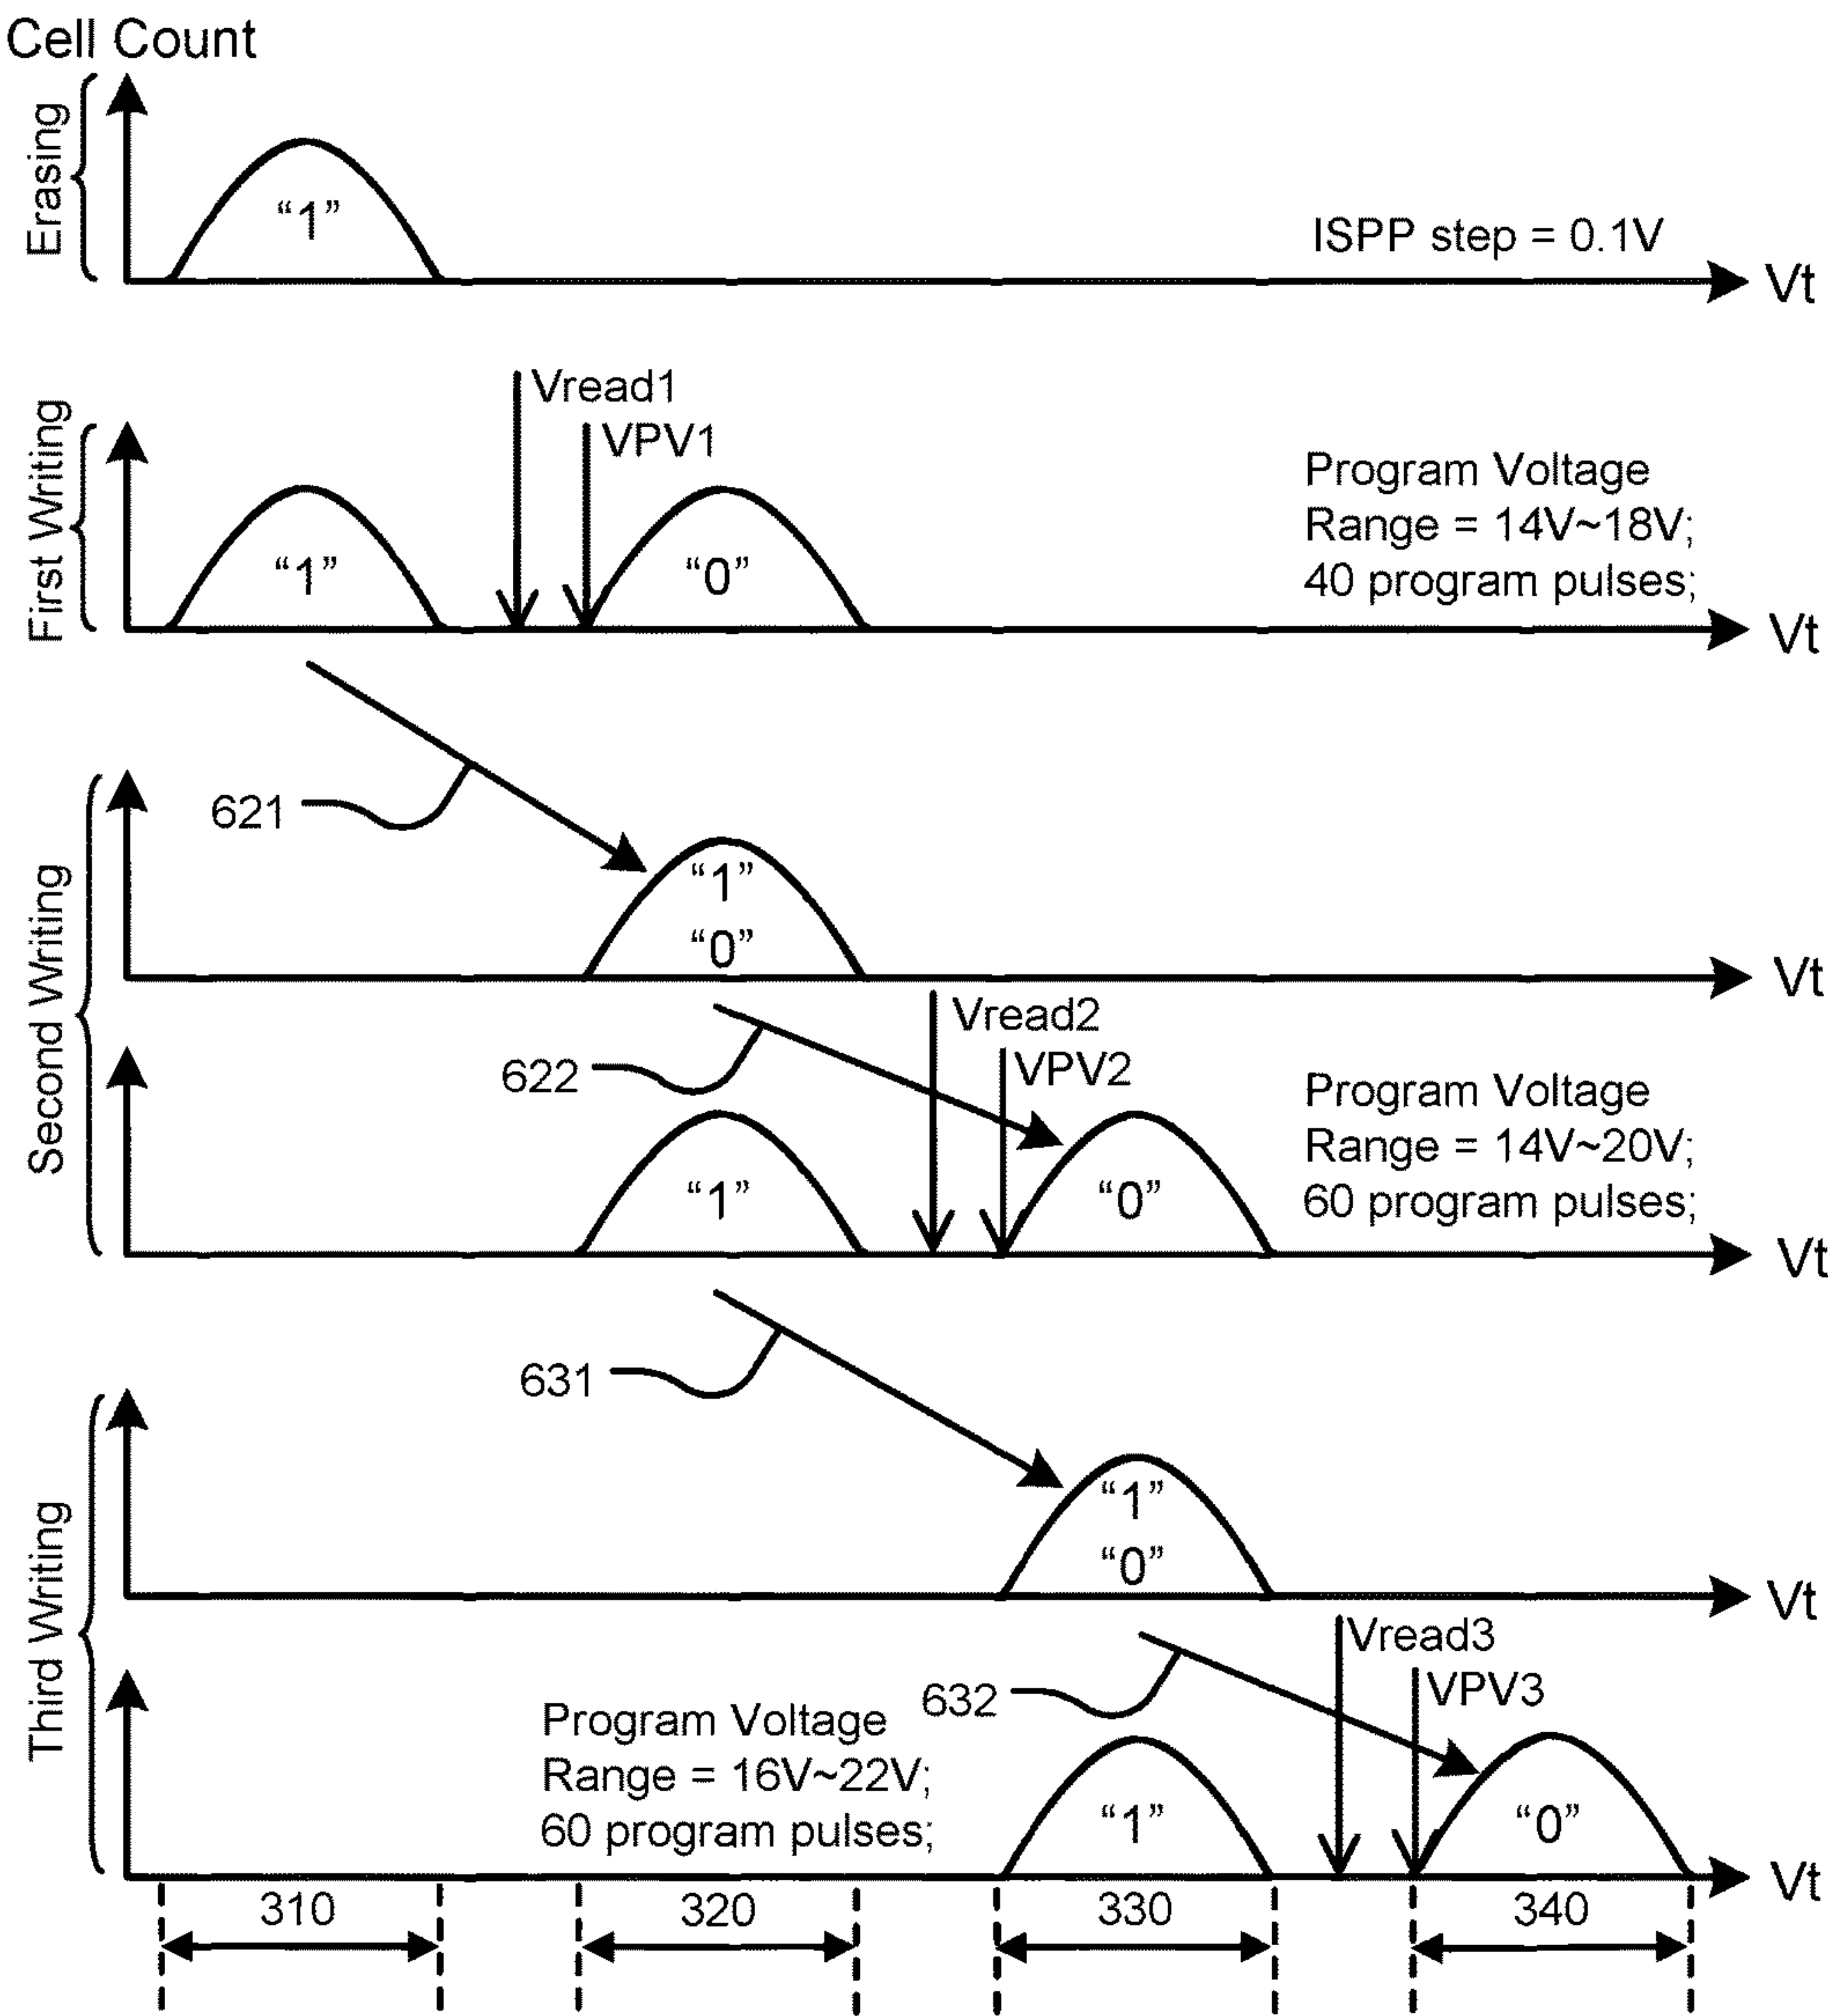 Cell Count
Erasing
“1”
ISPP step = 0.1V
Vt
First Writing
Vread1
VPV1
“1”
“0”
Program Voltage
Range = 14V~18V;
40 program pulses;
Vt
Second Writing
621
“1”
“0”
Vt
Vread2
622
VPV2
“1”
“0”
Program Voltage
Range = 14V~20V;
60 program pulses;
Vt
Third Writing
631
“1”
“0”
Vt
Vread3
632
VPV3
Program Voltage
Range = 16V~22V;
60 program pulses;
“1”
“0”
Vt
310
320
330
340